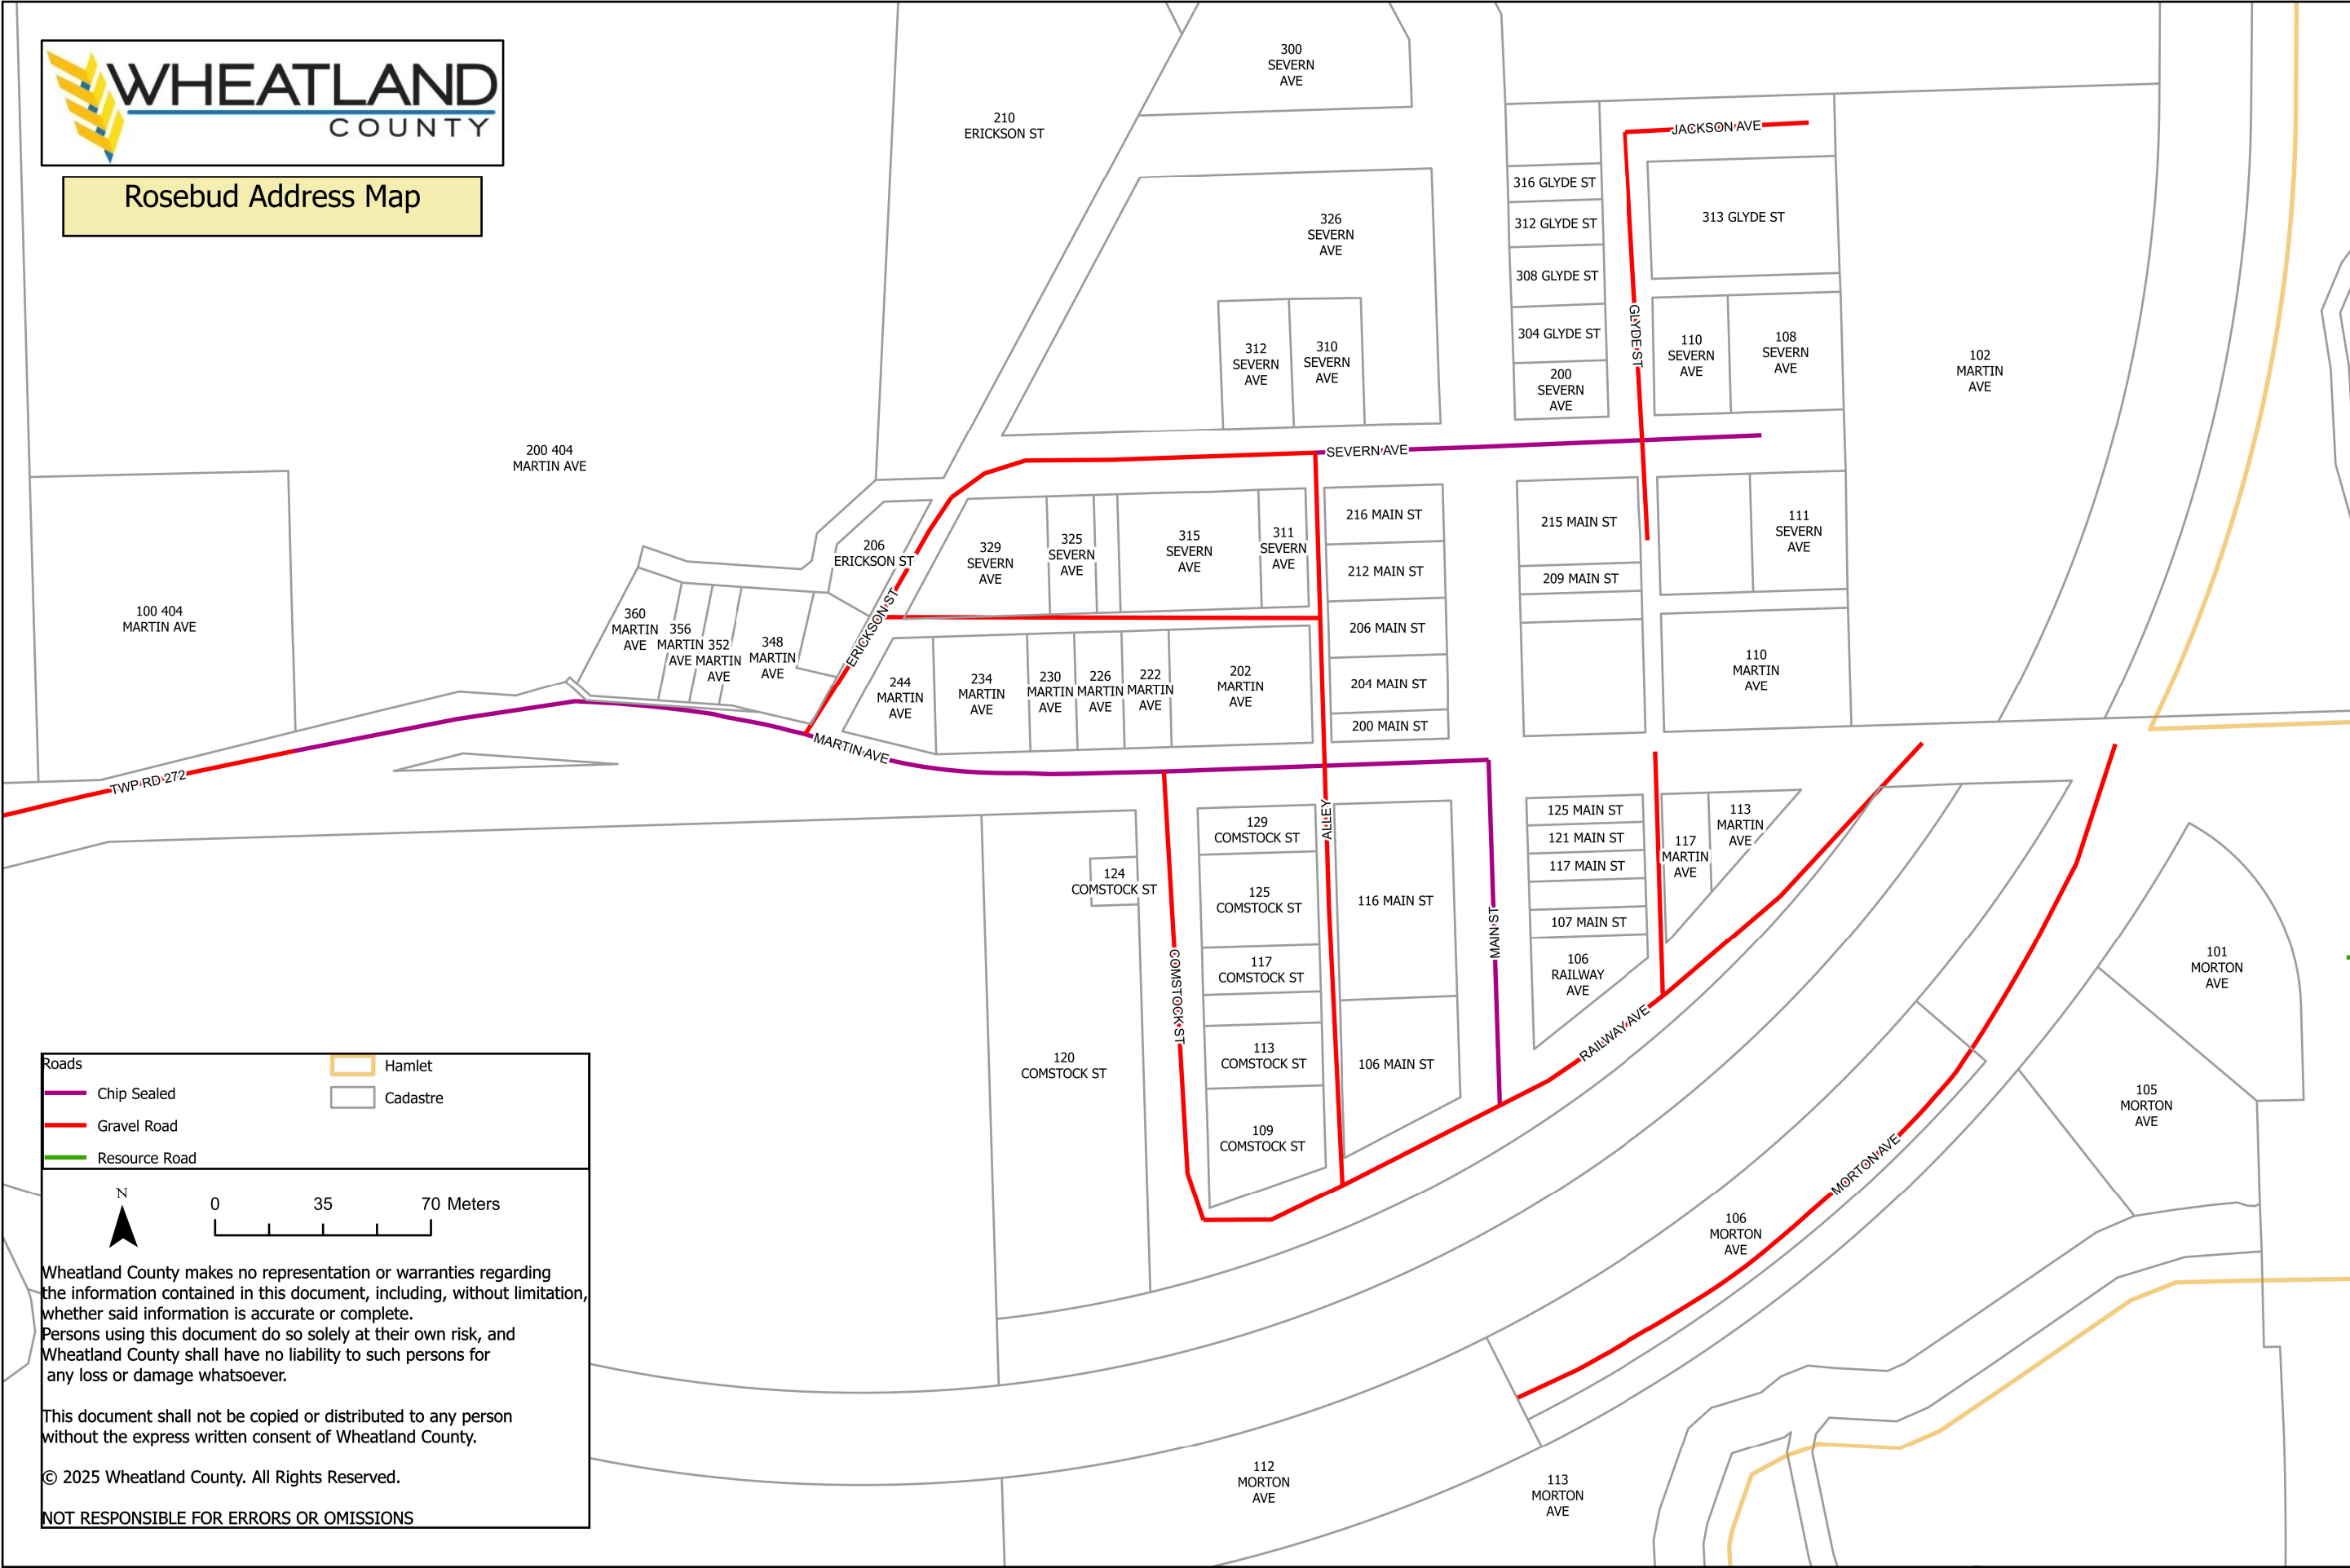 WHEATLAND
COUNTY
Rosebud Address Map
300
SEVERN
AVE
210
ERICKSON ST
JACKSON AVE
316 GLYDE ST
312 GLYDE ST
313 GLYDE ST
326
SEVERN
AVE
308 GLYDE ST
304 GLYDE ST
GLYDE ST
312
SEVERN
AVE
310
SEVERN
AVE
200
SEVERN
AVE
110
SEVERN
AVE
108
SEVERN
AVE
102
MARTIN
AVE
200 404
MARTIN AVE
SEVERN AVE
100 404
MARTIN AVE
206
ERICKSON ST
329
SEVERN
AVE
325
SEVERN
AVE
315
SEVERN
AVE
311
SEVERN
AVE
216 MAIN ST
212 MAIN ST
206 MAIN ST
204 MAIN ST
200 MAIN ST
215 MAIN ST
209 MAIN ST
111
SEVERN
AVE
110
MARTIN
AVE
360
MARTIN
AVE
356
MARTIN
AVE
352
MARTIN
AVE
348
MARTIN
AVE
ERICKSON ST
244
MARTIN
AVE
234
MARTIN
AVE
230
MARTIN
AVE
226
MARTIN
AVE
222
MARTIN
AVE
202
MARTIN
AVE
MARTIN AVE
TWP RD 272
129
COMSTOCK ST
ALLEY
124
COMSTOCK ST
125
COMSTOCK ST
117
COMSTOCK ST
COMSTOCK ST
113
COMSTOCK ST
109
COMSTOCK ST
120
COMSTOCK ST
116 MAIN ST
106 MAIN ST
MAIN ST
125 MAIN ST
121 MAIN ST
117 MAIN ST
107 MAIN ST
106
RAILWAY
AVE
117
MARTIN
AVE
113
MARTIN
AVE
RAILWAY AVE
101
MORTON
AVE
105
MORTON
AVE
MORTON AVE
106
MORTON
AVE
112
MORTON
AVE
113
MORTON
AVE
Roads
Chip Sealed
Gravel Road
Resource Road
Hamlet
Cadastre
N
0 35 70 Meters
Wheatland County makes no representation or warranties regarding
the information contained in this document, including, without limitation,
whether said information is accurate or complete.
Persons using this document do so solely at their own risk, and
Wheatland County shall have no liability to such persons for
any loss or damage whatsoever.
This document shall not be copied or distributed to any person
without the express written consent of Wheatland County.
© 2025 Wheatland County. All Rights Reserved.
NOT RESPONSIBLE FOR ERRORS OR OMISSIONS